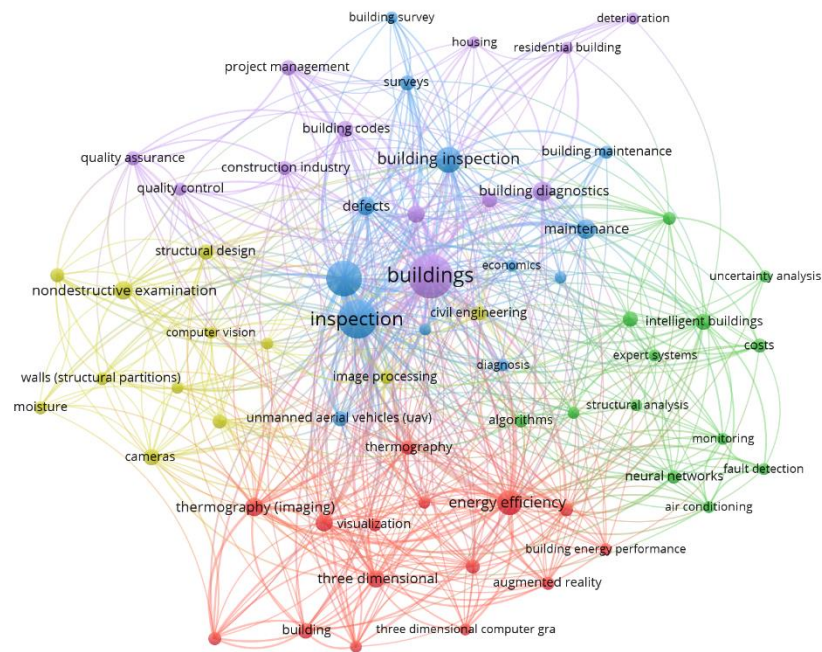 building survey
deterioration
housing
residential building
project management
surveys
building codes
quality assurance
building inspection
building maintenance
construction industry
quality control
building diagnostics
defects
maintenance
structural design
buildings
economics
uncertainty analysis
nondestructive examination
inspection
civil engineering
intelligent buildings
computer vision
costs
expert systems
walls (structural partitions)
image processing
diagnosis
moisture
structural analysis
unmanned aerial vehicles (uav)
algorithms
monitoring
thermography
cameras
neural networks
fault detection
thermography (imaging)
energy efficiency
air conditioning
visualization
building energy performance
three dimensional
augmented reality
building
three dimensional computer gra